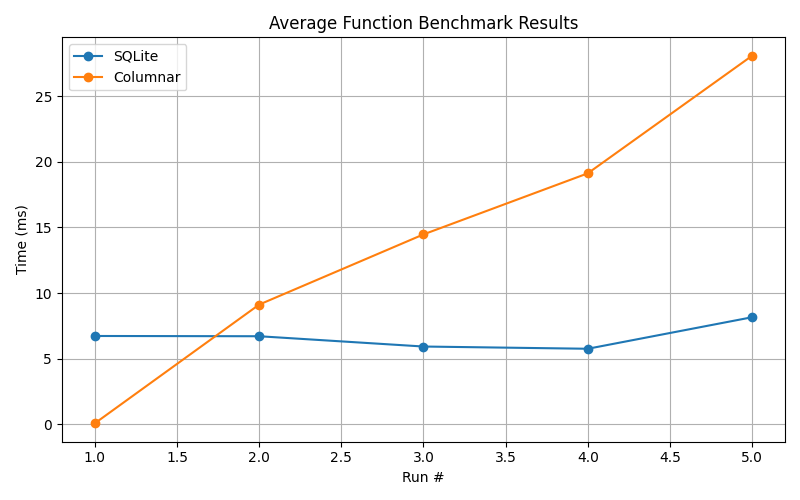 Average Function Benchmark Results
SQLite
Columnar
Time (ms)
25
20
15
10
5
0
1.0 1.5 2.0 2.5 3.0 3.5 4.0 4.5 5.0
Run #